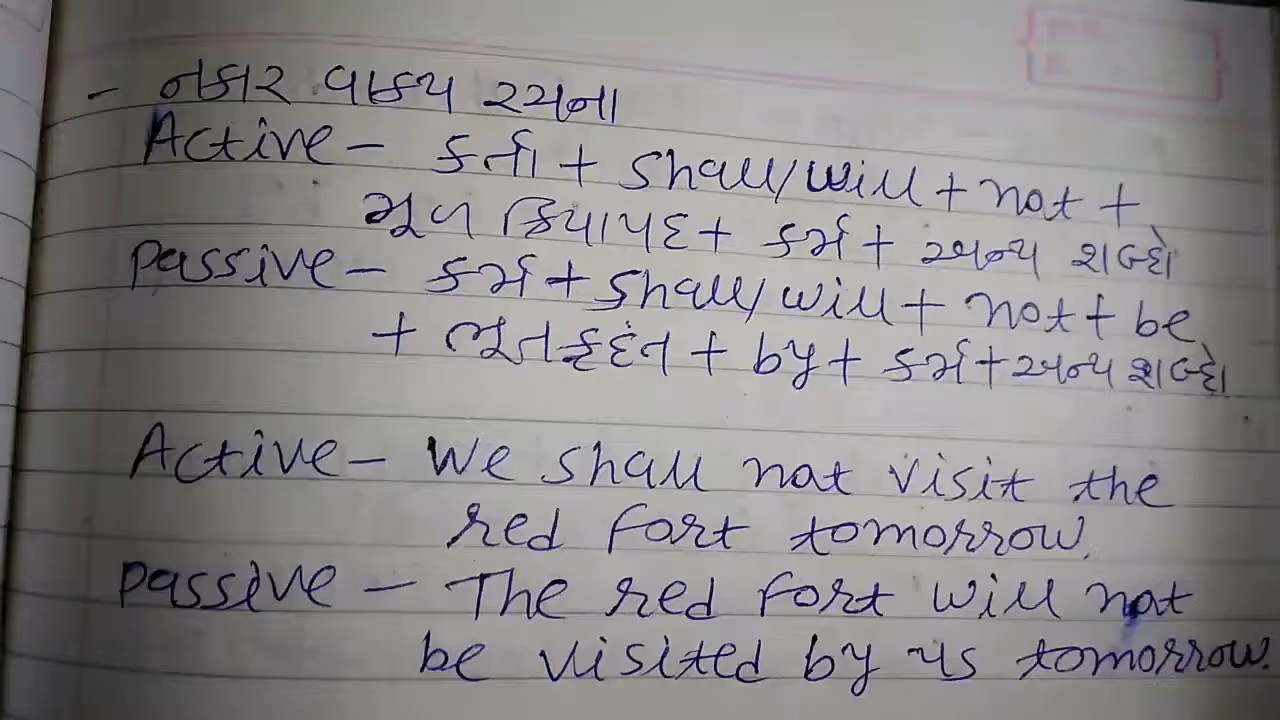 - નકાર વાક્ય રચના
Active - કર્તા + shall/will + not +
મૂળ ક્રિયાપદ + કર્મ + અન્ય શબ્દો
Passive - કર્મ + shall/will + not + be
+ ભૂતકૃદંત + by + કર્મ + અન્ય શબ્દો
Active - We shall not visit the
red fort tomorrow.
Passive - The red fort will not
be visited by us tomorrow.